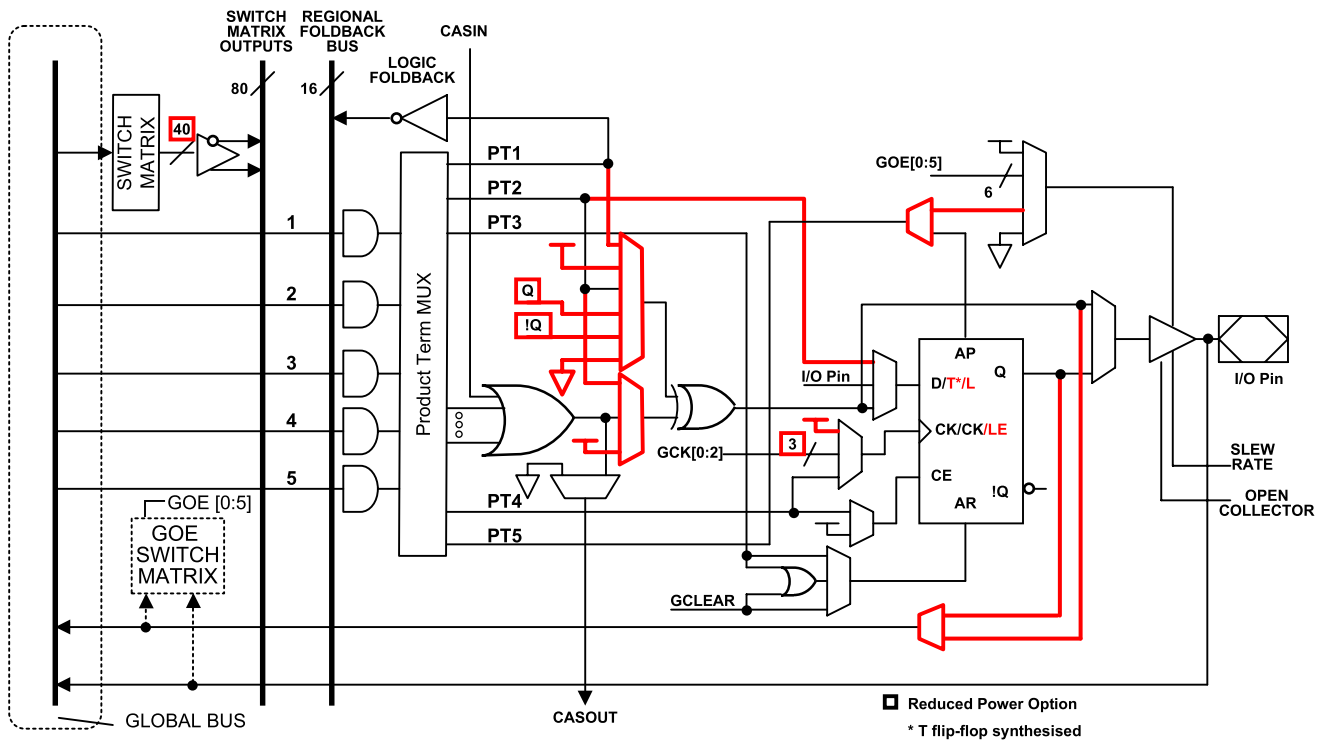 SWITCH
MATRIX
OUTPUTS
REGIONAL
FOLDBACK
BUS
CASIN
LOGIC
FOLDBACK
80
16
40
SWITCH
MATRIX
PT1
PT2
PT3
GOE[0:5]
6
1
2
3
4
5
Product Term MUX
Q
!Q
I/O Pin
AP
Q
D/T*/L
CK/CK/LE
CE
!Q
AR
I/O Pin
GCK[0:2]
3
SLEW
RATE
OPEN
COLLECTOR
PT4
PT5
GOE [0:5]
GOE
SWITCH
MATRIX
GCLEAR
CASOUT
GLOBAL BUS
Reduced Power Option
* T flip-flop synthesised